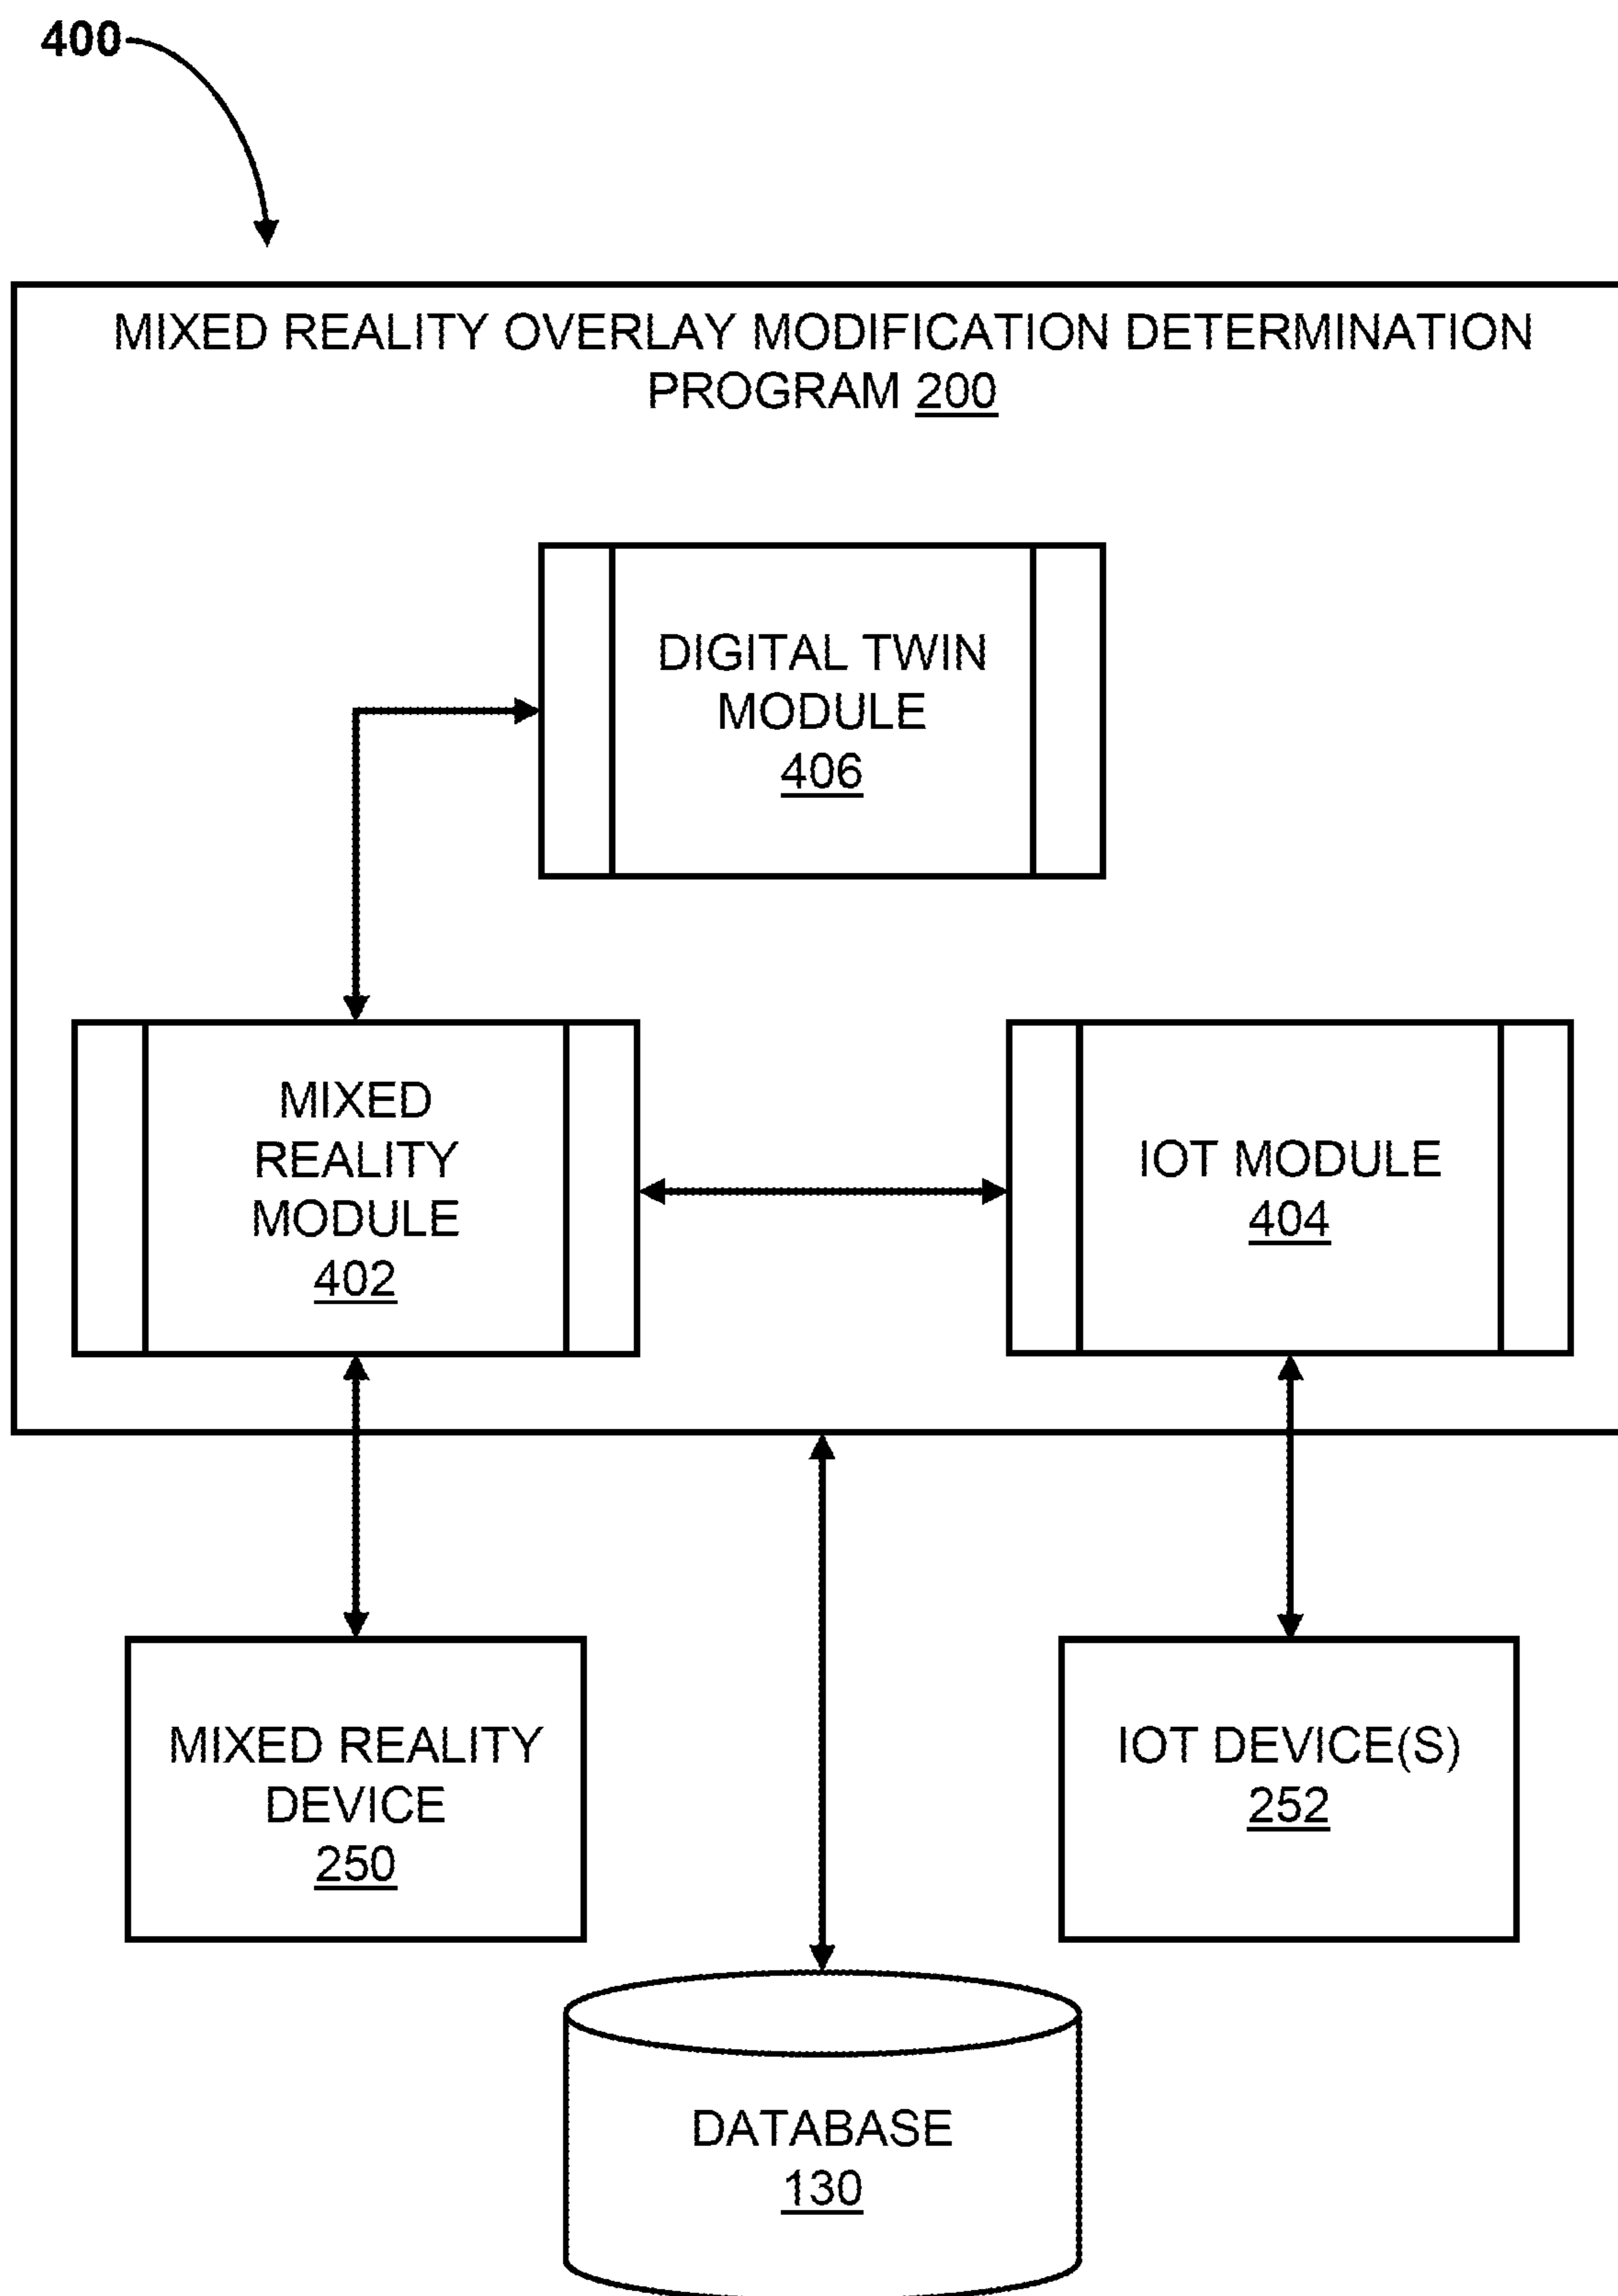 400
MIXED REALITY OVERLAY MODIFICATION DETERMINATION
PROGRAM 200
DIGITAL TWIN
MODULE
406
MIXED
REALITY
MODULE
402
IOT MODULE
404
MIXED REALITY
DEVICE
250
IOT DEVICE(S)
252
DATABASE
130